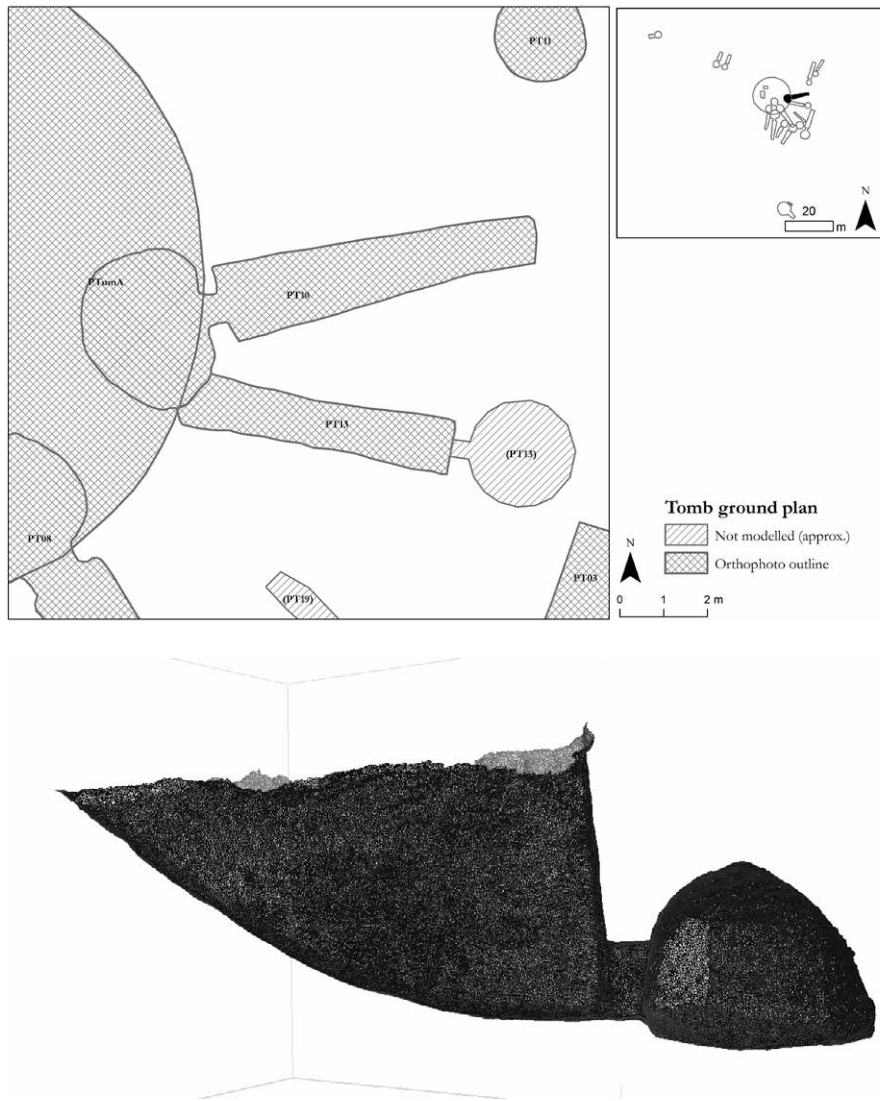 PT11
PTumA
PT10
PT13
(PT13)
PT08
(PT19)
PT03
N
20
m
Tomb ground plan
Not modelled (approx.)
Orthophoto outline
N
0 1 2 m